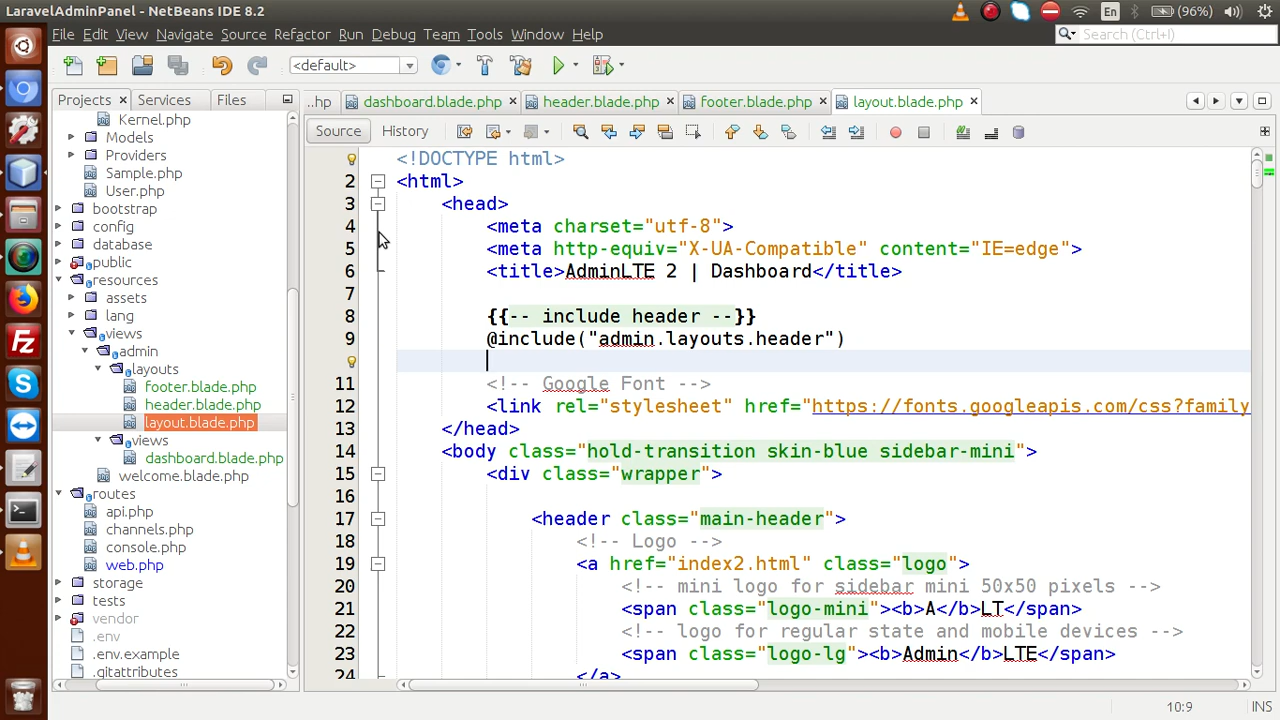 LaravelAdminPanel - NetBeans IDE 8.2
En (96%)
File Edit View Navigate Source Refactor Run Debug Team Tools Window Help
Search (Ctrl+I)
<default>
Projects Services Files
..hp dashboard.blade.php header.blade.php footer.blade.php layout.blade.php
Source History
Kernel.php
Models
Providers
Sample.php
User.php
bootstrap
config
database
public
resources
assets
lang
views
admin
layouts
footer.blade.php
header.blade.php
layout.blade.php
views
dashboard.blade.php
welcome.blade.php
routes
api.php
channels.php
console.php
web.php
storage
tests
vendor
.env
.env.example
.gitattributes
<!DOCTYPE html>
2 <html>
3 <head>
4 <meta charset="utf-8">
5 <meta http-equiv="X-UA-Compatible" content="IE=edge">
6 <title>AdminLTE 2 | Dashboard</title>
7
8 {{-- include header --}}
9 @include("admin.layouts.header")
11 <!-- Google Font -->
12 <link rel="stylesheet" href="https://fonts.googleapis.com/css?family
13 </head>
14 <body class="hold-transition skin-blue sidebar-mini">
15 <div class="wrapper">
16
17 <header class="main-header">
18 <!-- Logo -->
19 <a href="index2.html" class="logo">
20 <!-- mini logo for sidebar mini 50x50 pixels -->
21 <span class="logo-mini"><b>A</b>LT</span>
22 <!-- logo for regular state and mobile devices -->
23 <span class="logo-lg"><b>Admin</b>LTE</span>
24 </a>
10:9 INS